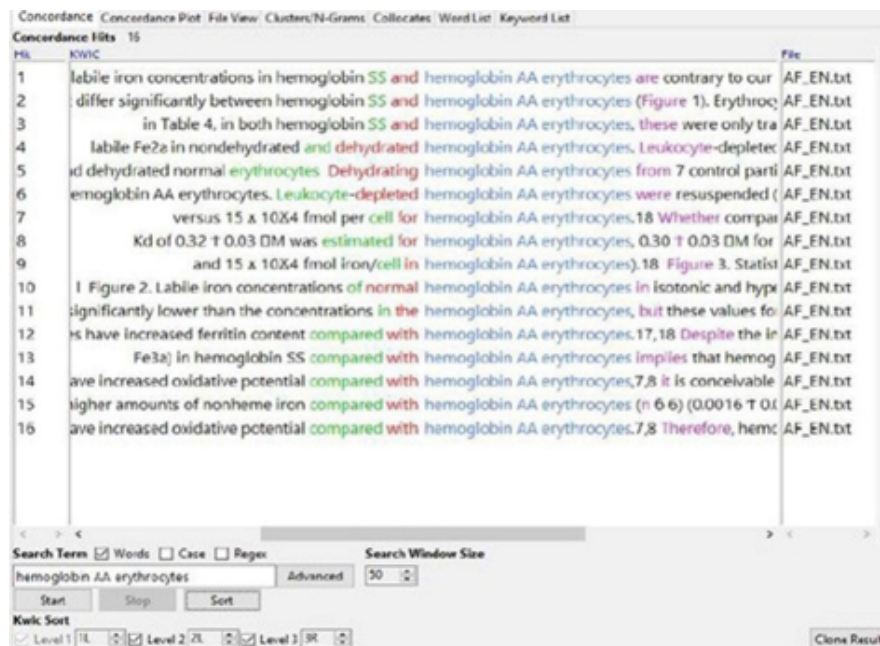 Concordance Concordance Plot File View Clusters/N-Grams Collocates Word List Keyword List
Concordance Hits 16
Hit KWIC File
1 labile iron concentrations in hemoglobin SS and hemoglobin AA erythrocytes are contrary to our AF_EN.txt
2 differ significantly between hemoglobin SS and hemoglobin AA erythrocytes (Figure 1). Erythrocy AF_EN.txt
3 in Table 4, in both hemoglobin SS and hemoglobin AA erythrocytes, these were only tra AF_EN.txt
4 labile Fe2a in nondehydrated and dehydrated hemoglobin AA erythrocytes. Leukocyte-depleted AF_EN.txt
5 d dehydrated normal erythrocytes Dehydrating hemoglobin AA erythrocytes from 7 control parti AF_EN.txt
6 emoglobin AA erythrocytes. Leukocyte-depleted hemoglobin AA erythrocytes were resuspended ( AF_EN.txt
7 versus 15 x 10X4 fmol per cell for hemoglobin AA erythrocytes.18 Whether compar AF_EN.txt
8 Kd of 0.32 † 0.03 □M was estimated for hemoglobin AA erythrocytes, 0.30 † 0.03 □M for AF_EN.txt
9 and 15 x 10X4 fmol iron/cell in hemoglobin AA erythrocytes).18 Figure 3. Statist AF_EN.txt
10 l Figure 2. Labile iron concentrations of normal hemoglobin AA erythrocytes in isotonic and hype AF_EN.txt
11 significantly lower than the concentrations in the hemoglobin AA erythrocytes, but these values fo AF_EN.txt
12 es have increased ferritin content compared with hemoglobin AA erythrocytes.17,18 Despite the in AF_EN.txt
13 Fe3a) in hemoglobin SS compared with hemoglobin AA erythrocytes implies that hemog AF_EN.txt
14 ave increased oxidative potential compared with hemoglobin AA erythrocytes,7,8 it is conceivable AF_EN.txt
15 higher amounts of nonheme iron compared with hemoglobin AA erythrocytes (n 6 6) (0.0016 † 0.0 AF_EN.txt
16 ave increased oxidative potential compared with hemoglobin AA erythrocytes.7,8 Therefore, hemo AF_EN.txt
Search Term Words Case Regex Search Window Size
hemoglobin AA erythrocytes Advanced 50
Start Stop Sort
Kwic Sort
Level 1 1L Level 2 2L Level 3 3R Clone Result